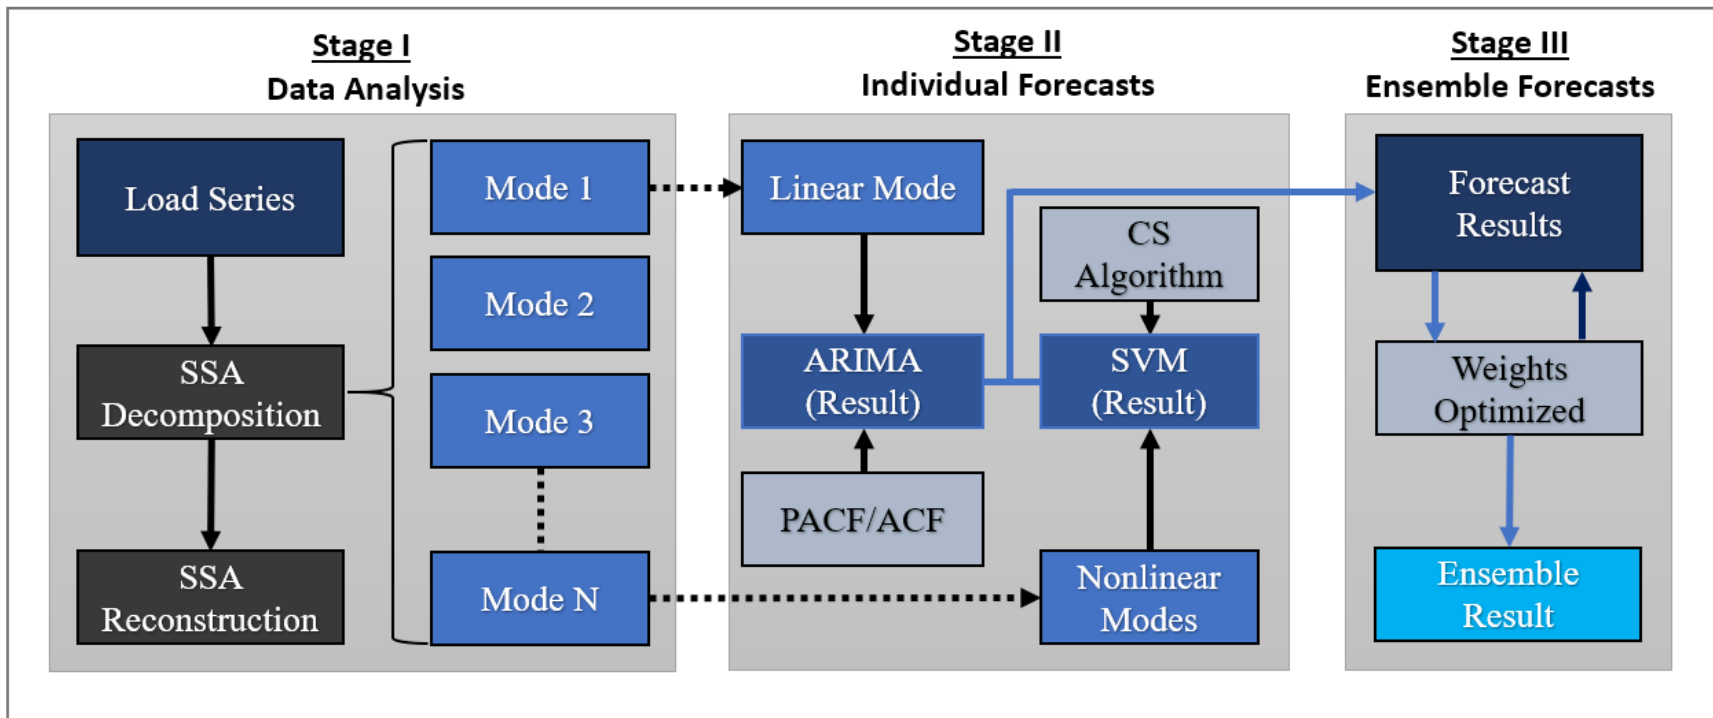 Stage I
Data Analysis
Load Series
SSA
Decomposition
SSA
Reconstruction
Mode 1
Mode 2
Mode 3
Mode N
Stage II
Individual Forecasts
Linear Mode
CS
Algorithm
ARIMA
(Result)
SVM
(Result)
PACF/ACF
Nonlinear
Modes
Stage III
Ensemble Forecasts
Forecast
Results
Weights
Optimized
Ensemble
Result